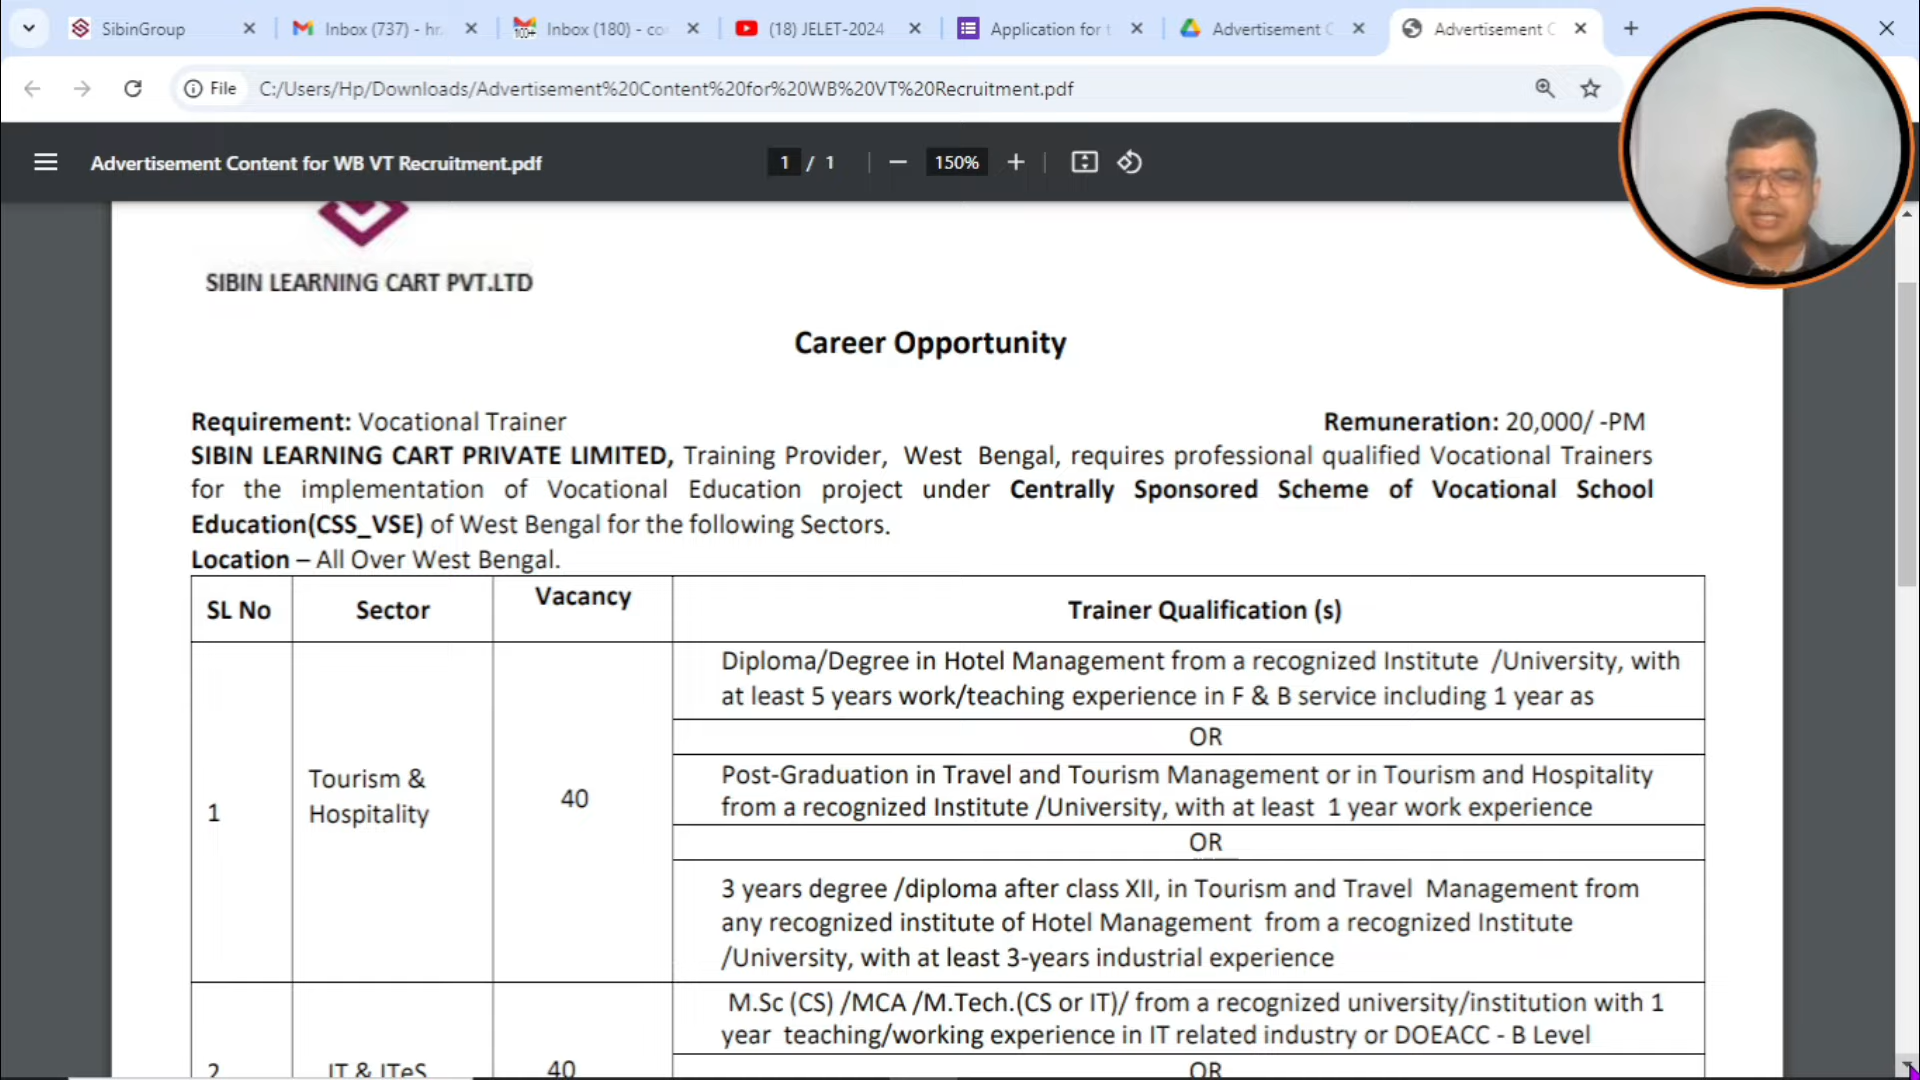 SibinGroup
Inbox (737) - hr.
Inbox (180) - co
(18) JELET-2024
Application for t
Advertisement C
Advertisement C
File
C:/Users/Hp/Downloads/Advertisement%20Content%20for%20WB%20VT%20Recruitment.pdf
Advertisement Content for WB VT Recruitment.pdf
1 / 1
150%
SIBIN LEARNING CART PVT.LTD
Career Opportunity
Requirement: Vocational Trainer
Remuneration: 20,000/ -PM
SIBIN LEARNING CART PRIVATE LIMITED, Training Provider, West Bengal, requires professional qualified Vocational Trainers
for the implementation of Vocational Education project under Centrally Sponsored Scheme of Vocational School
Education(CSS_VSE) of West Bengal for the following Sectors.
Location – All Over West Bengal.
SL No
Sector
Vacancy
Trainer Qualification (s)
1
Tourism &
Hospitality
40
Diploma/Degree in Hotel Management from a recognized Institute /University, with
at least 5 years work/teaching experience in F & B service including 1 year as
OR
Post-Graduation in Travel and Tourism Management or in Tourism and Hospitality
from a recognized Institute /University, with at least 1 year work experience
OR
3 years degree /diploma after class XII, in Tourism and Travel Management from
any recognized institute of Hotel Management from a recognized Institute
/University, with at least 3-years industrial experience
2
IT & ITeS
40
M.Sc (CS) /MCA /M.Tech.(CS or IT)/ from a recognized university/institution with 1
year teaching/working experience in IT related industry or DOEACC - B Level
OR